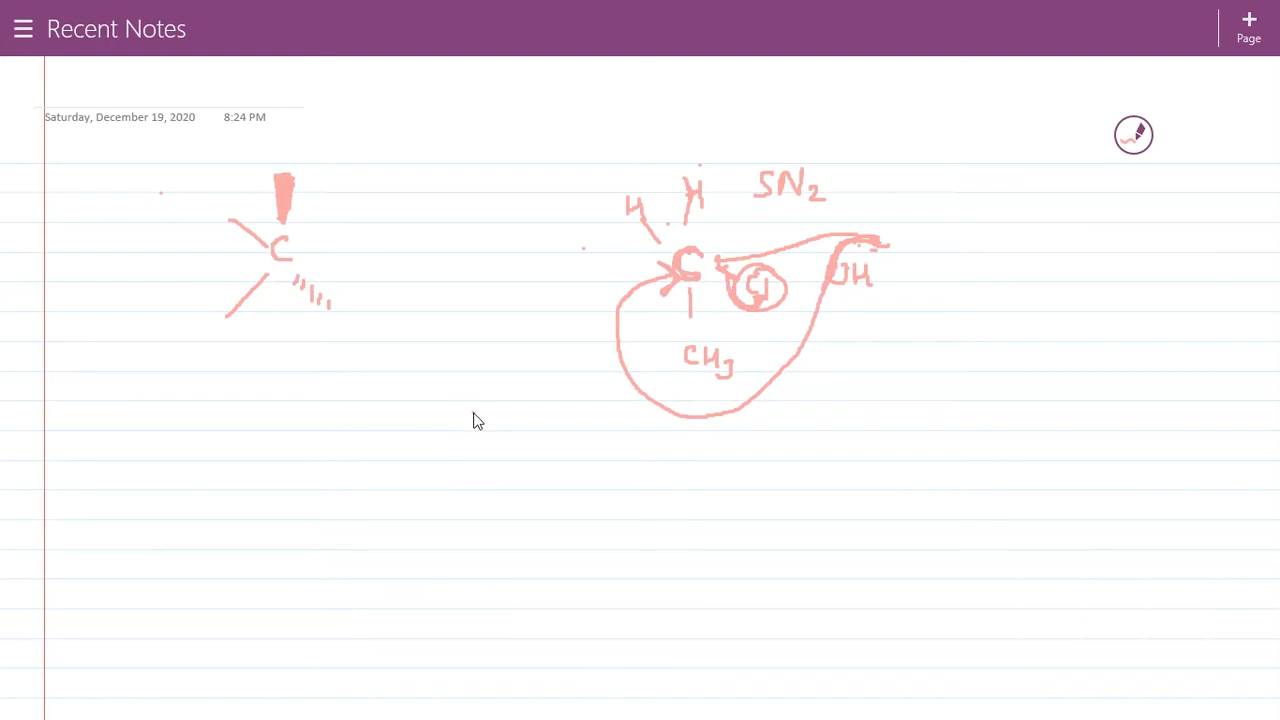 Recent Notes
Page
Saturday, December 19, 2020 8:24 PM
H H SN2
C C Cl OH
CH3